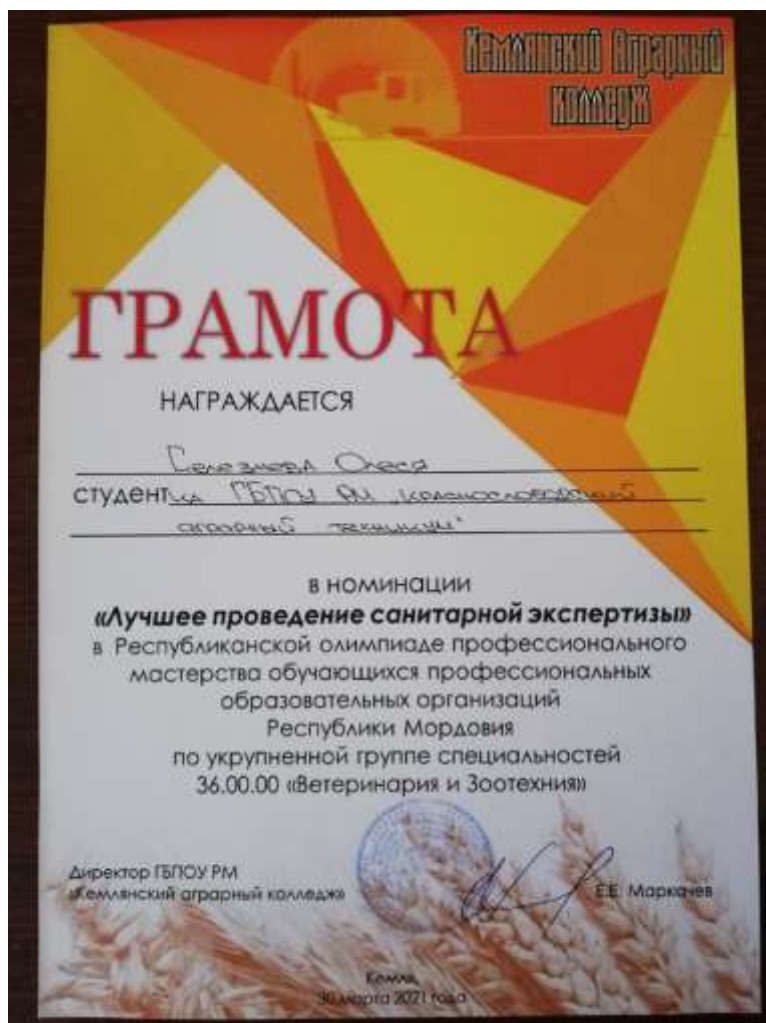 Кемлянский Аграрный
колледж
ГРАМОТА
НАГРАЖДАЕТСЯ
Селезнева Олеся
студентка ГБПОУ РМ "Краснослободский
аграрный техникум"
в номинации
«Лучшее проведение санитарной экспертизы»
в Республиканской олимпиаде профессионального
мастерства обучающихся профессиональных
образовательных организаций
Республики Мордовия
по укрупненной группе специальностей
36.00.00 «Ветеринария и Зоотехния»
Директор ГБПОУ РМ
«Кемлянский аграрный колледж»
Е.Е. Маркачев
Кемля,
30 марта 2021 года